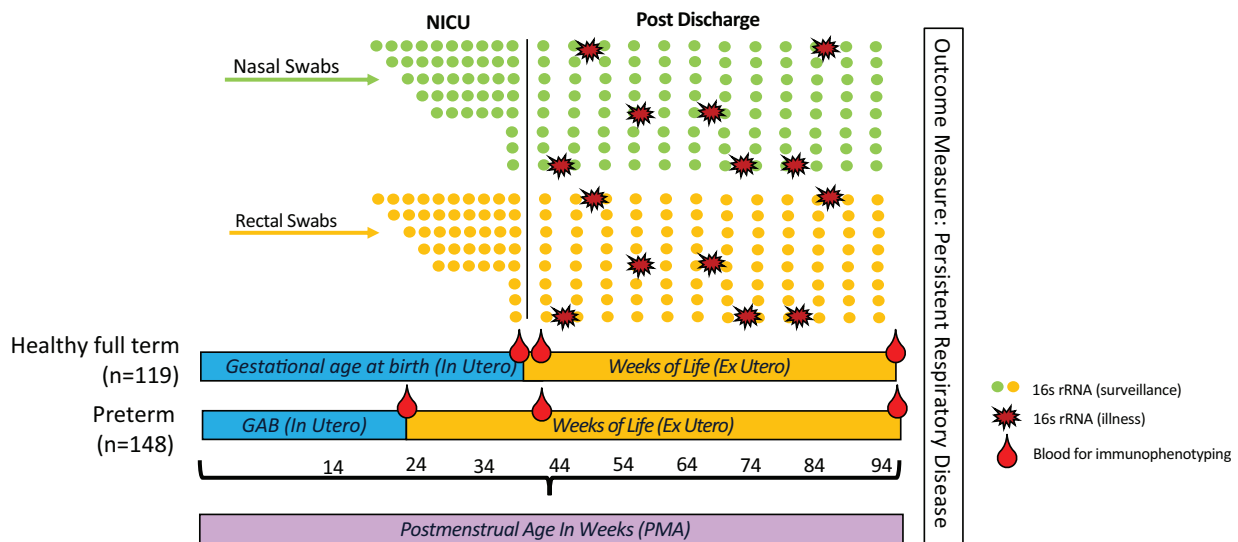 NICU
Post Discharge
Nasal Swabs
Rectal Swabs
Healthy full term
(n=119)
Gestational age at birth (In Utero)
Weeks of Life (Ex Utero)
Preterm
(n=148)
GAB (In Utero)
Weeks of Life (Ex Utero)
14 24 34 44 54 64 74 84 94
Postmenstrual Age In Weeks (PMA)
Outcome Measure: Persistent Respiratory Disease
16s rRNA (surveillance)
16s rRNA (illness)
Blood for immunophenotyping